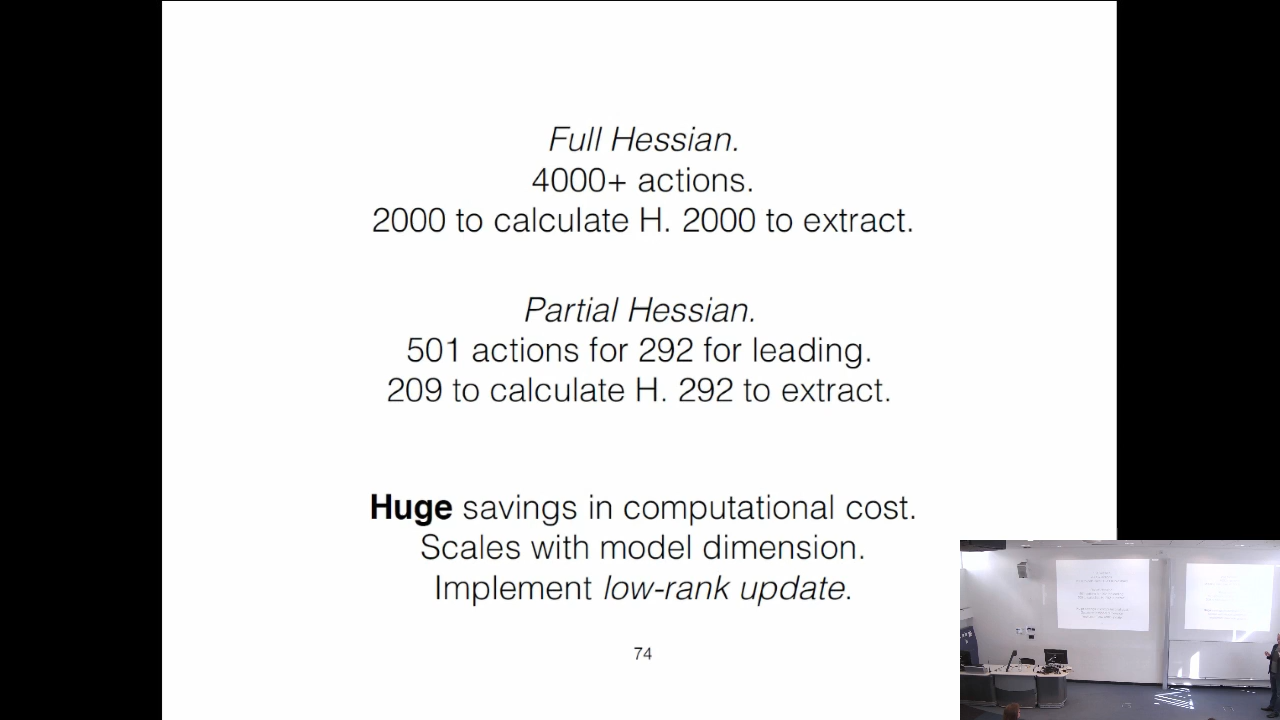 Full Hessian.
4000+ actions.
2000 to calculate H. 2000 to extract.
Partial Hessian.
501 actions for 292 for leading.
209 to calculate H. 292 to extract.
Huge savings in computational cost.
Scales with model dimension.
Implement low-rank update.
74